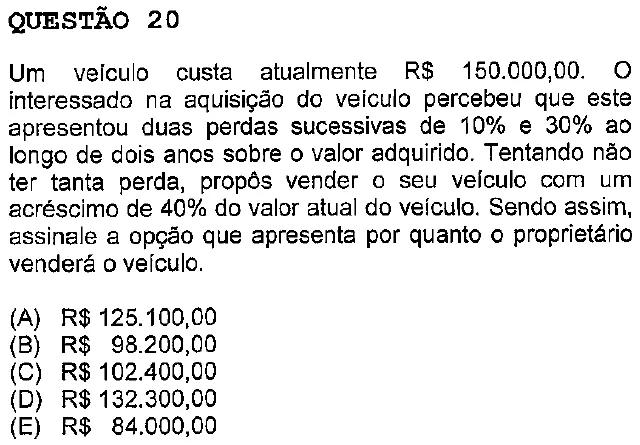 QUESTÃO 20
Um veículo custa atualmente R$ 150.000,00. O
interessado na aquisição do veículo percebeu que este
apresentou duas perdas sucessivas de 10% e 30% ao
longo de dois anos sobre o valor adquirido. Tentando não
ter tanta perda, propôs vender o seu veículo com um
acréscimo de 40% do valor atual do veículo. Sendo assim,
assinale a opção que apresenta por quanto o proprietário
venderá o veículo.
(A) R$ 125.100,00
(B) R$ 98.200,00
(C) R$ 102.400,00
(D) R$ 132.300,00
(E) R$ 84.000,00